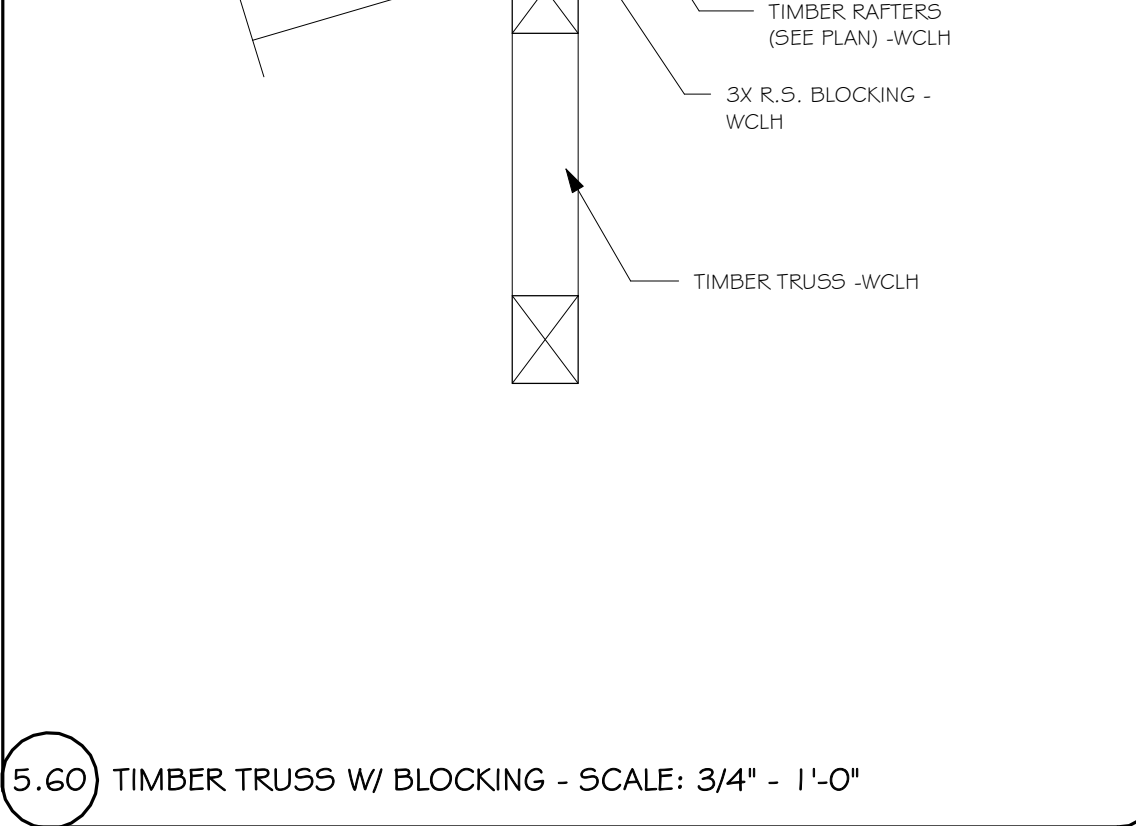 TIMBER RAFTERS
(SEE PLAN) -WCLH
3X R.S. BLOCKING -
WCLH
TIMBER TRUSS -WCLH
5.60 TIMBER TRUSS W/ BLOCKING - SCALE: 3/4" - 1'-0"